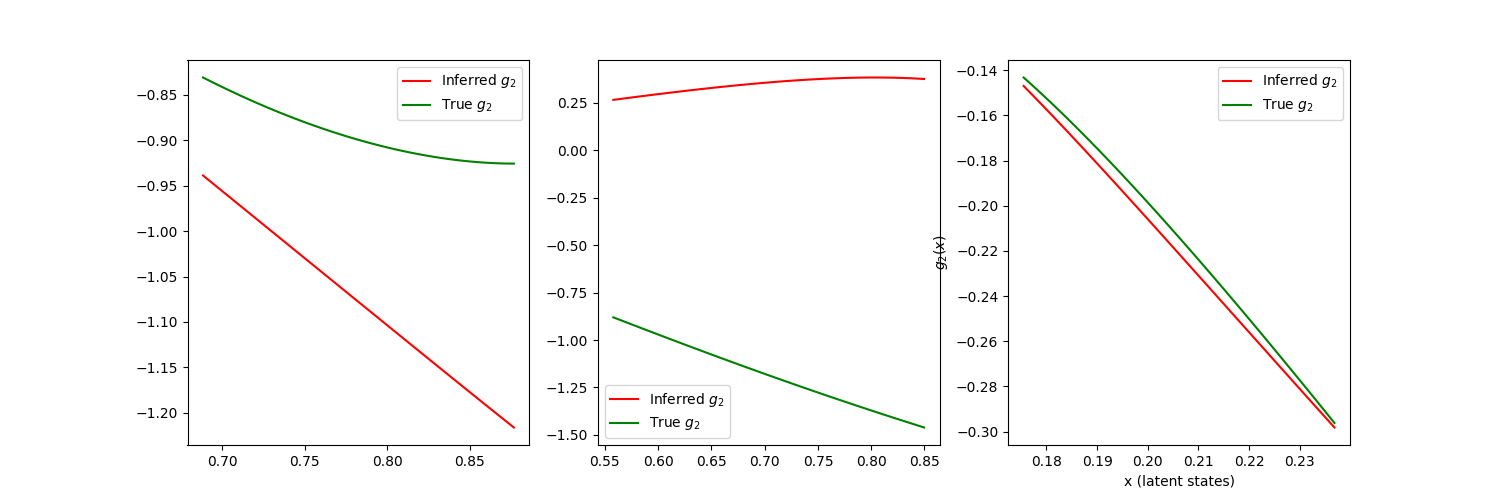 −0.85
−0.90
−0.95
−1.00
−1.05
−1.10
−1.15
−1.20
0.70 0.75 0.80 0.85
Inferred g₂
True g₂
0.25
0.00
−0.25
−0.50
−0.75
−1.00
−1.25
−1.50
0.55 0.60 0.65 0.70 0.75 0.80 0.85
Inferred g₂
True g₂
g₂(x)
−0.14
−0.16
−0.18
−0.20
−0.22
−0.24
−0.26
−0.28
−0.30
0.18 0.19 0.20 0.21 0.22 0.23
x (latent states)
Inferred g₂
True g₂